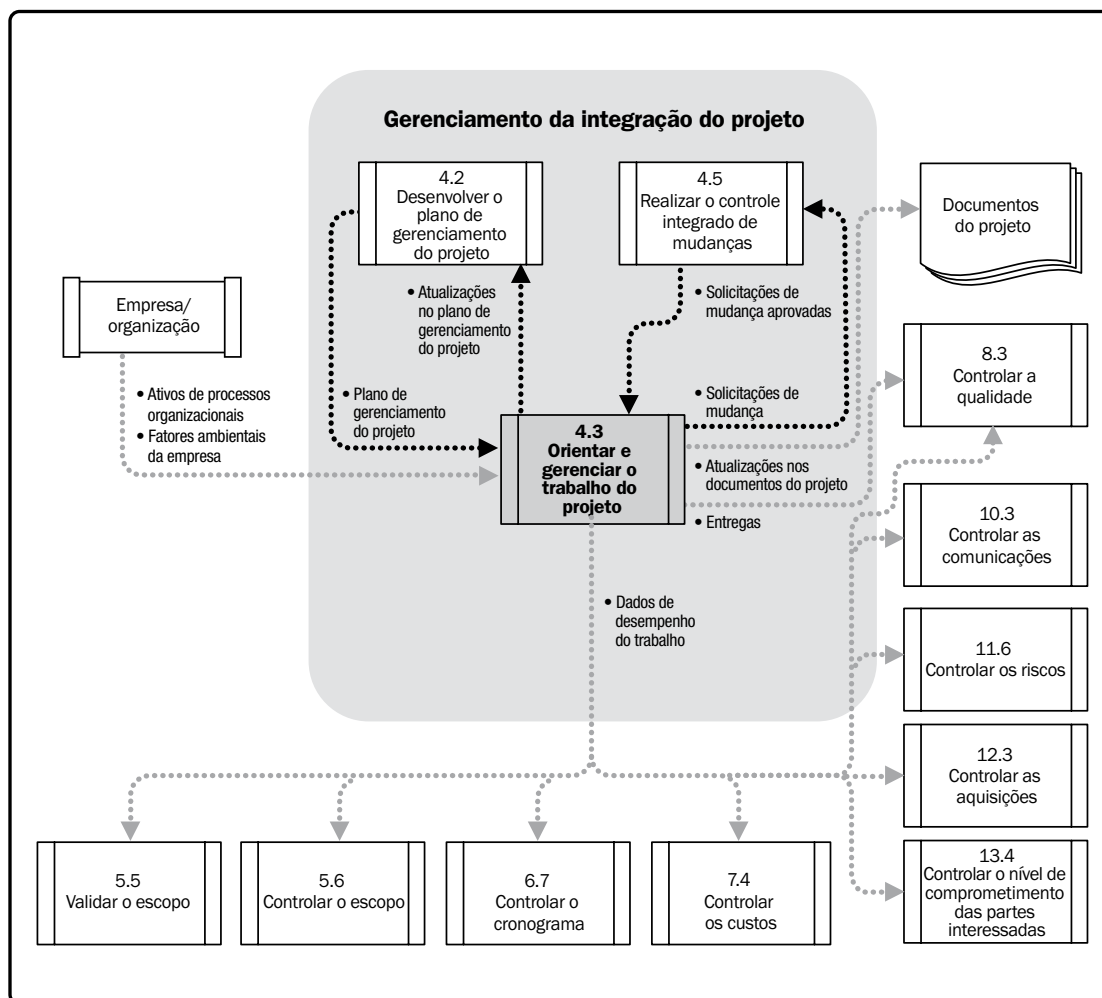 Gerenciamento da integração do projeto
4.2
Desenvolver o
plano de
gerenciamento
do projeto
4.5
Realizar o controle
integrado de
mudanças
Documentos
do projeto
Empresa/
organização
• Atualizações
no plano de
gerenciamento
do projeto
• Solicitações de
mudança aprovadas
8.3
Controlar a
qualidade
• Ativos de processos
organizacionais
• Fatores ambientais
da empresa
• Plano de
gerenciamento
do projeto
• Solicitações
de mudança
4.3
Orientar e
gerenciar o
trabalho do
projeto
• Atualizações nos
documentos do projeto
• Entregas
10.3
Controlar as
comunicações
• Dados de
desempenho
do trabalho
11.6
Controlar os riscos
12.3
Controlar as
aquisições
5.5
Validar o escopo
5.6
Controlar o escopo
6.7
Controlar o
cronograma
7.4
Controlar
os custos
13.4
Controlar o nível de
comprometimento
das partes
interessadas